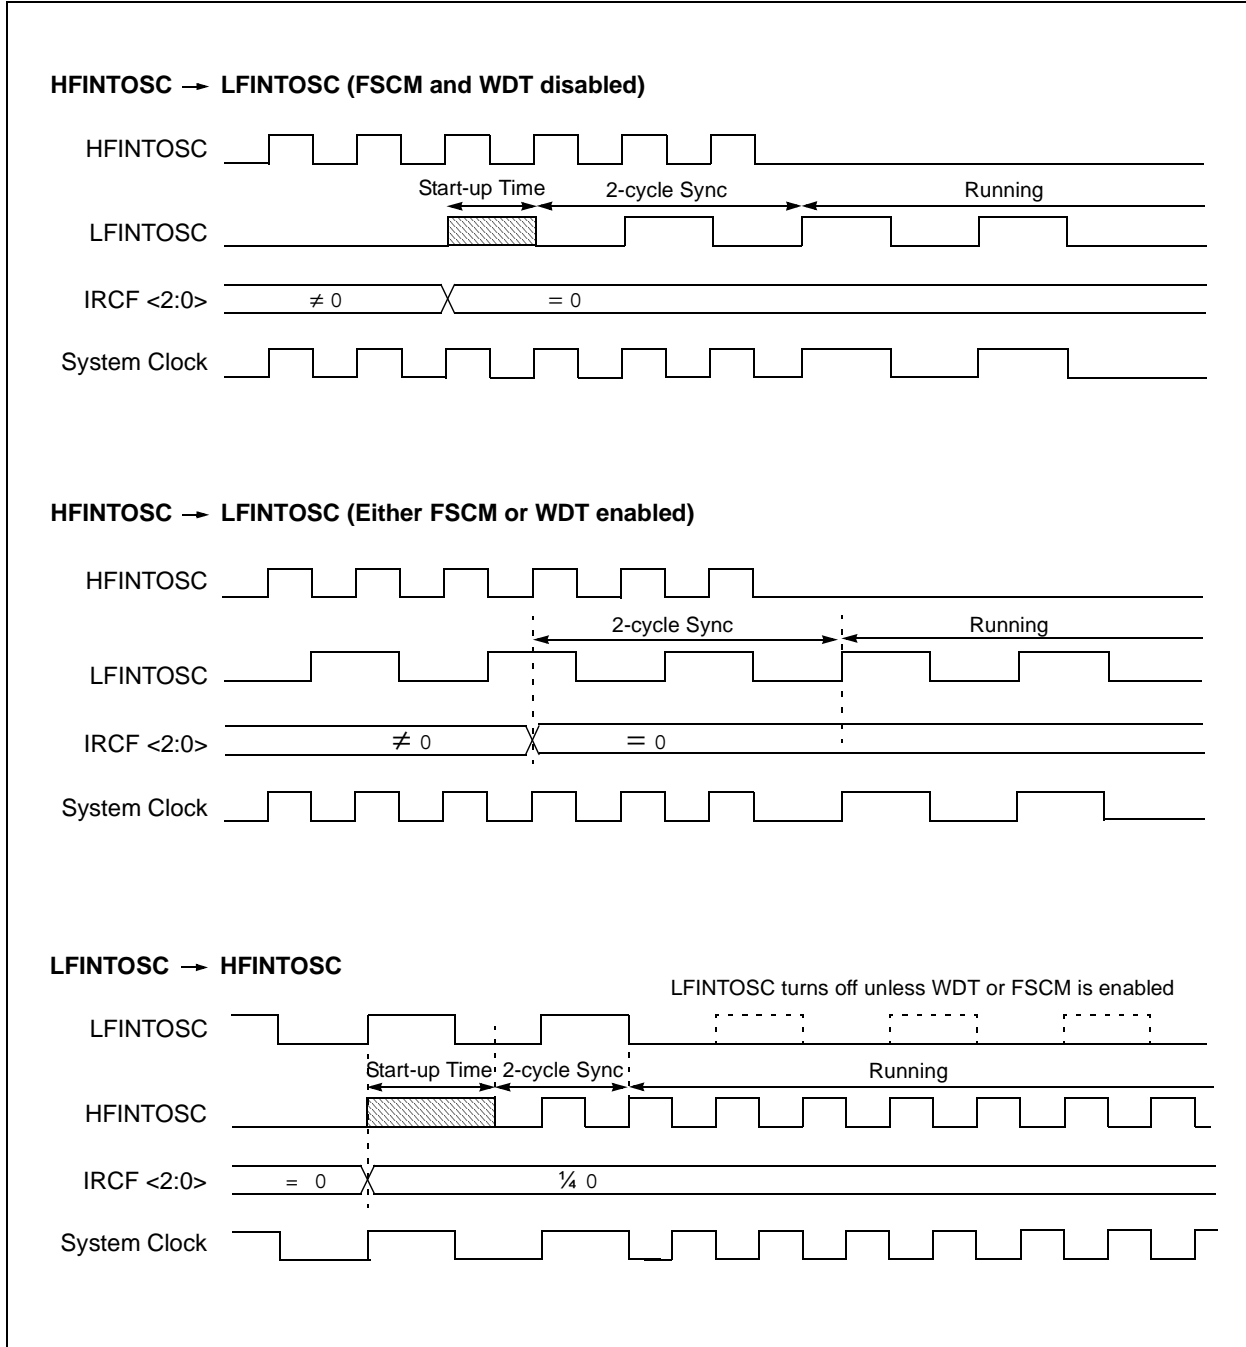 HFINTOSC → LFINTOSC (FSCM and WDT disabled)
HFINTOSC
Start-up Time 2-cycle Sync Running
LFINTOSC
IRCF <2:0> ≠ 0 = 0
System Clock
HFINTOSC → LFINTOSC (Either FSCM or WDT enabled)
HFINTOSC
2-cycle Sync Running
LFINTOSC
IRCF <2:0> ≠ 0 = 0
System Clock
LFINTOSC → HFINTOSC
LFINTOSC turns off unless WDT or FSCM is enabled
LFINTOSC
Start-up Time 2-cycle Sync Running
HFINTOSC
IRCF <2:0> = 0 ¼ 0
System Clock